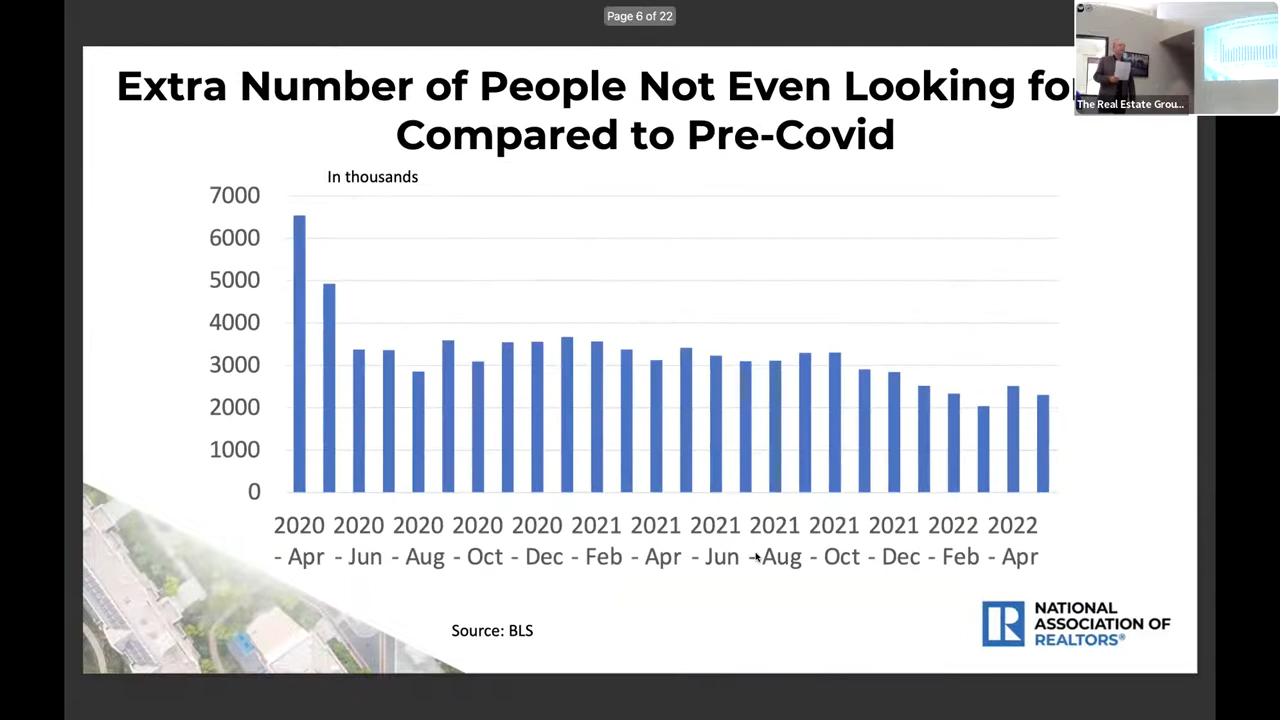 Page 6 of 22
Extra Number of People Not Even Looking fo
Compared to Pre-Covid
The Real Estate Grou...
In thousands
7000
6000
5000
4000
3000
2000
1000
0
2020 2020 2020 2020 2020 2021 2021 2021 2021 2021 2021 2022 2022
- Apr - Jun - Aug - Oct - Dec - Feb - Apr - Jun - Aug - Oct - Dec - Feb - Apr
Source: BLS
NATIONAL
ASSOCIATION OF
REALTORS®